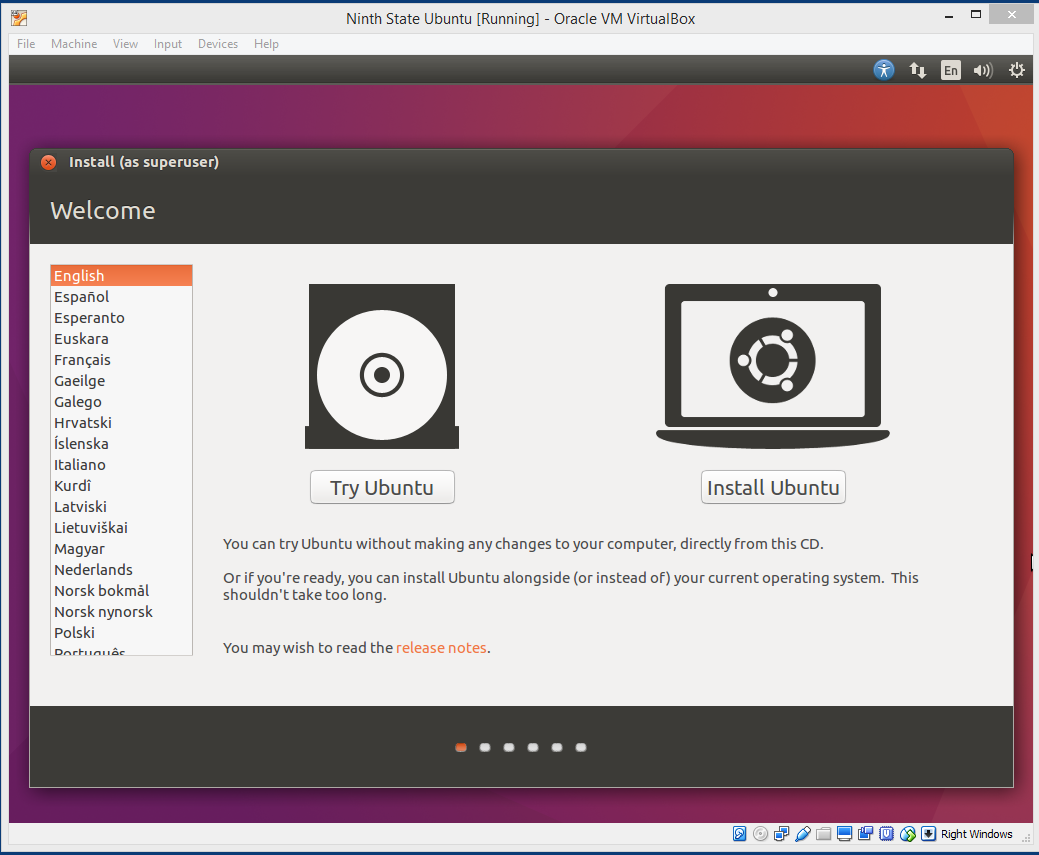 Ninth State Ubuntu [Running] - Oracle VM VirtualBox
File Machine View Input Devices Help
En
Install (as superuser)
Welcome
English
Español
Esperanto
Euskara
Français
Gaeilge
Galego
Hrvatski
Íslenska
Italiano
Kurdî
Latviski
Lietuviškai
Magyar
Nederlands
Norsk bokmål
Norsk nynorsk
Polski
Português
Try Ubuntu
Install Ubuntu
You can try Ubuntu without making any changes to your computer, directly from this CD.
Or if you're ready, you can install Ubuntu alongside (or instead of) your current operating system. This
shouldn't take too long.
You may wish to read the release notes.
Right Windows